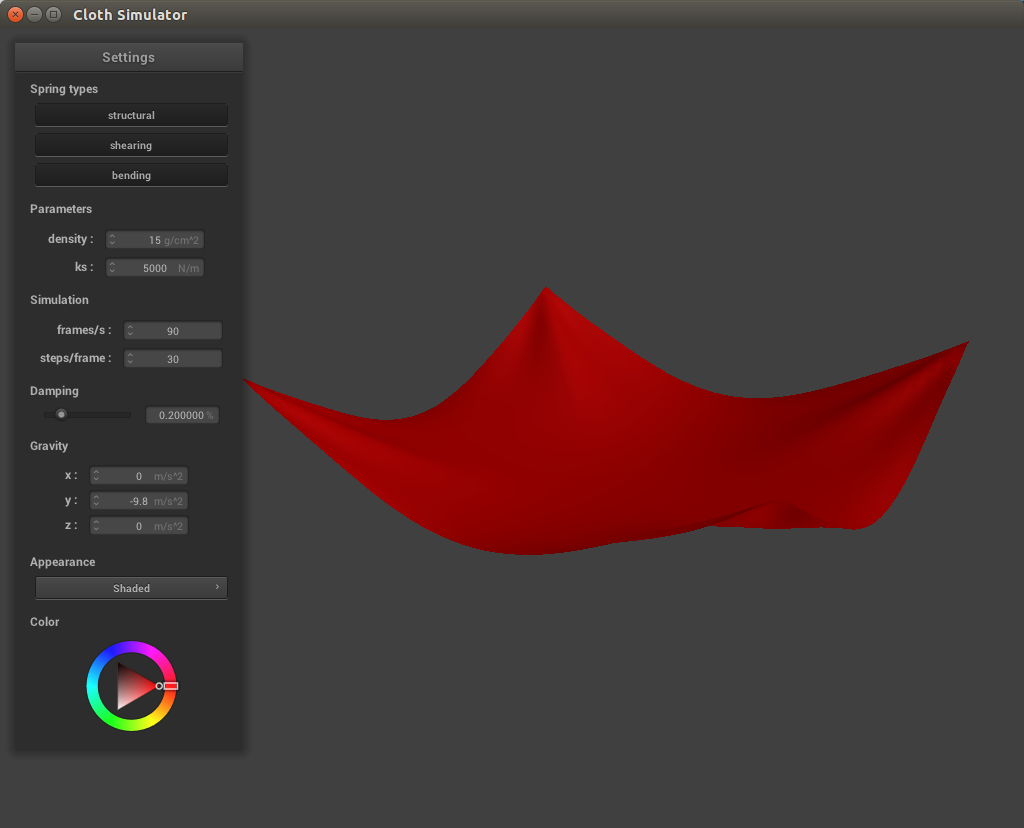 Cloth Simulator
Settings
Spring types
structural
shearing
bending
Parameters
density : 15 g/cm^2
ks : 5000 N/m
Simulation
frames/s : 90
steps/frame : 30
Damping
0.200000 %
Gravity
x : 0 m/s^2
y : -9.8 m/s^2
z : 0 m/s^2
Appearance
Shaded
Color